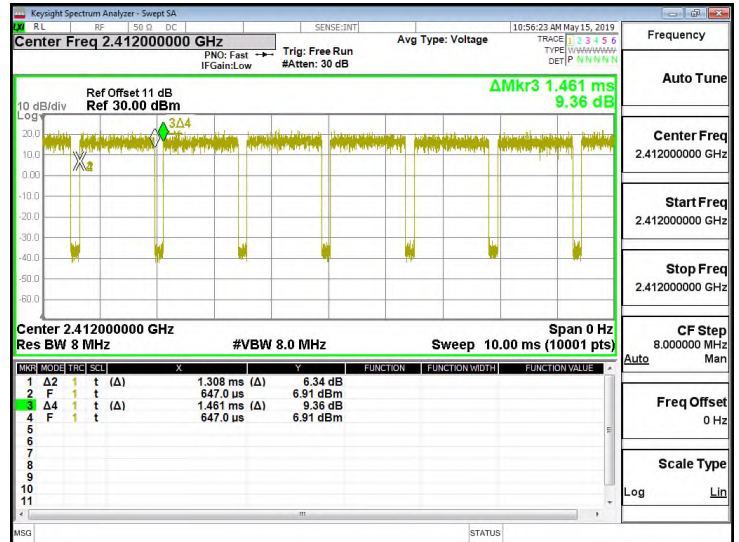 Keysight Spectrum Analyzer - Swept SA
LXI RL RF 50 Ω DC SENSE:INT 10:56:23 AM May 15, 2019
Center Freq 2.412000000 GHz
PNO: Fast
IFGain:Low
Trig: Free Run
#Atten: 30 dB
Avg Type: Voltage
TRACE 1 2 3 4 5 6
TYPE WWWWWW
DET P N N N N N
Ref Offset 11 dB
Ref 30.00 dBm
ΔMkr3 1.461 ms
9.36 dB
10 dB/div
Log
20.0
10.0
0.00
-10.0
-20.0
-30.0
-40.0
-50.0
-60.0
3Δ4
2
Center 2.412000000 GHz Span 0 Hz
Res BW 8 MHz #VBW 8.0 MHz Sweep 10.00 ms (10001 pts)
MKR MODE TRC SCL X Y FUNCTION FUNCTION WIDTH FUNCTION VALUE
1 Δ2 1 t (Δ) 1.308 ms (Δ) 6.34 dB
2 F 1 t 647.0 µs 6.91 dBm
3 Δ4 1 t (Δ) 1.461 ms (Δ) 9.36 dB
4 F 1 t 647.0 µs 6.91 dBm
5
6
7
8
9
10
11
MSG STATUS
Frequency
Auto Tune
Center Freq
2.412000000 GHz
Start Freq
2.412000000 GHz
Stop Freq
2.412000000 GHz
CF Step
8.000000 MHz
Auto Man
Freq Offset
0 Hz
Scale Type
Log Lin